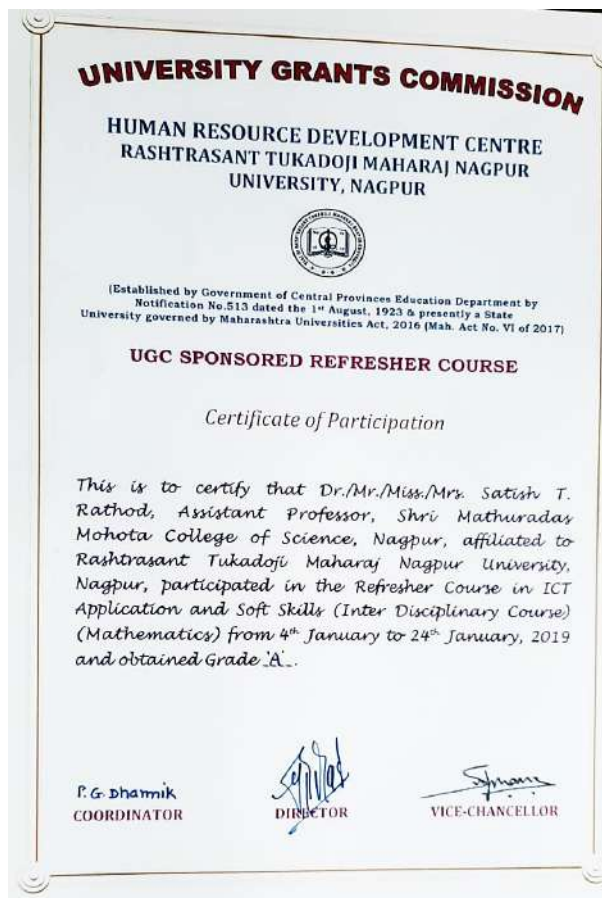 UNIVERSITY GRANTS COMMISSION
HUMAN RESOURCE DEVELOPMENT CENTRE
RASHTRASANT TUKADOJI MAHARAJ NAGPUR
UNIVERSITY, NAGPUR
(Established by Government of Central Provinces Education Department by
Notification No.513 dated the 1st August, 1923 & presently a State
University governed by Maharashtra Universities Act, 2016 (Mah. Act No. VI of 2017)
UGC SPONSORED REFRESHER COURSE
Certificate of Participation
This is to certify that Dr./Mr./Miss./Mrs. Satish T.
Rathod, Assistant Professor, Shri Mathuradas
Mohota College of Science, Nagpur, affiliated to
Rashtrasant Tukadoji Maharaj Nagpur University,
Nagpur, participated in the Refresher Course in ICT
Application and Soft Skills (Inter Disciplinary Course)
(Mathematics) from 4th January to 24th January, 2019
and obtained Grade 'A'.
P. G. Dharmik
COORDINATOR
DIRECTOR
VICE-CHANCELLOR